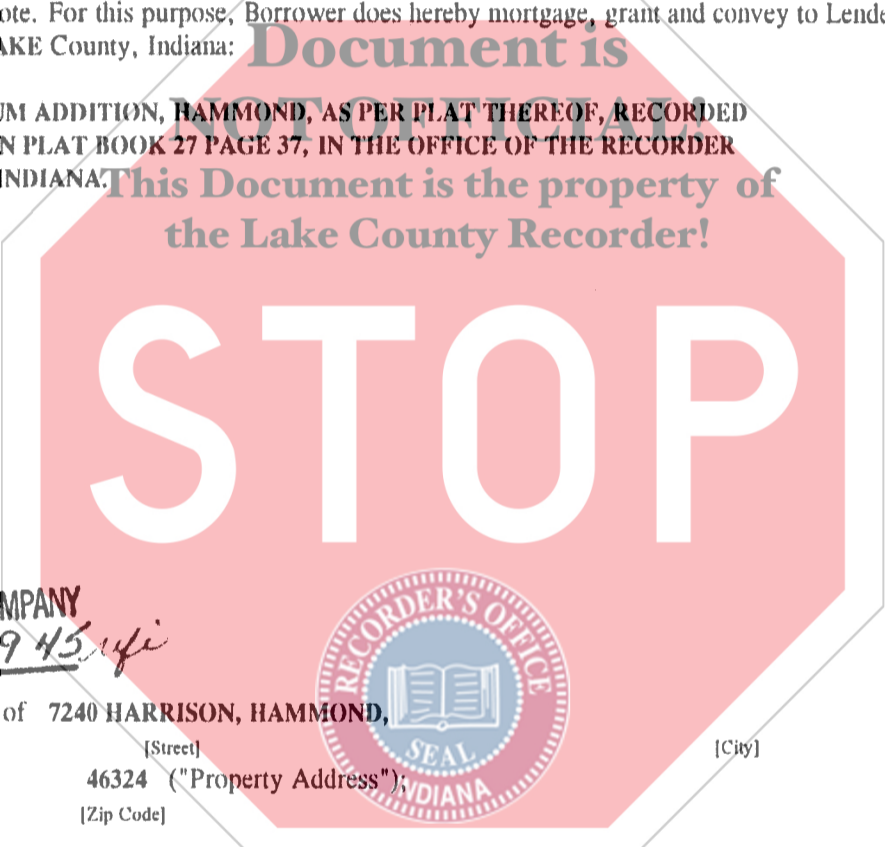 ote. For this purpose, Borrower does hereby mortgage, grant and convey to Lende
AKE County, Indiana:
Document is
UM ADDITION, HAMMOND, AS PER PLAT THEREOF, RECORDED
NOT OFFICIAL!
N PLAT BOOK 27 PAGE 37, IN THE OFFICE OF THE RECORDER
INDIANA.
This Document is the property of
the Lake County Recorder!
STOP
MPANY
945
RECORDER'S OFFICE
SEAL
INDIANA
of 7240 HARRISON, HAMMOND,
[Street] [City]
46324 ("Property Address");
[Zip Code]